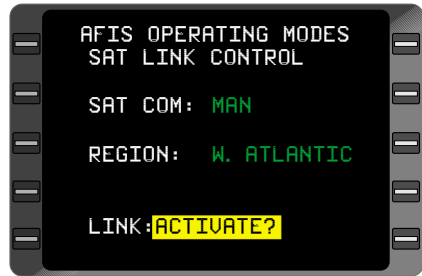 AFIS OPERATING MODES
SAT LINK CONTROL
SAT COM: MAN
REGION: W. ATLANTIC
LINK:ACTIVATE?